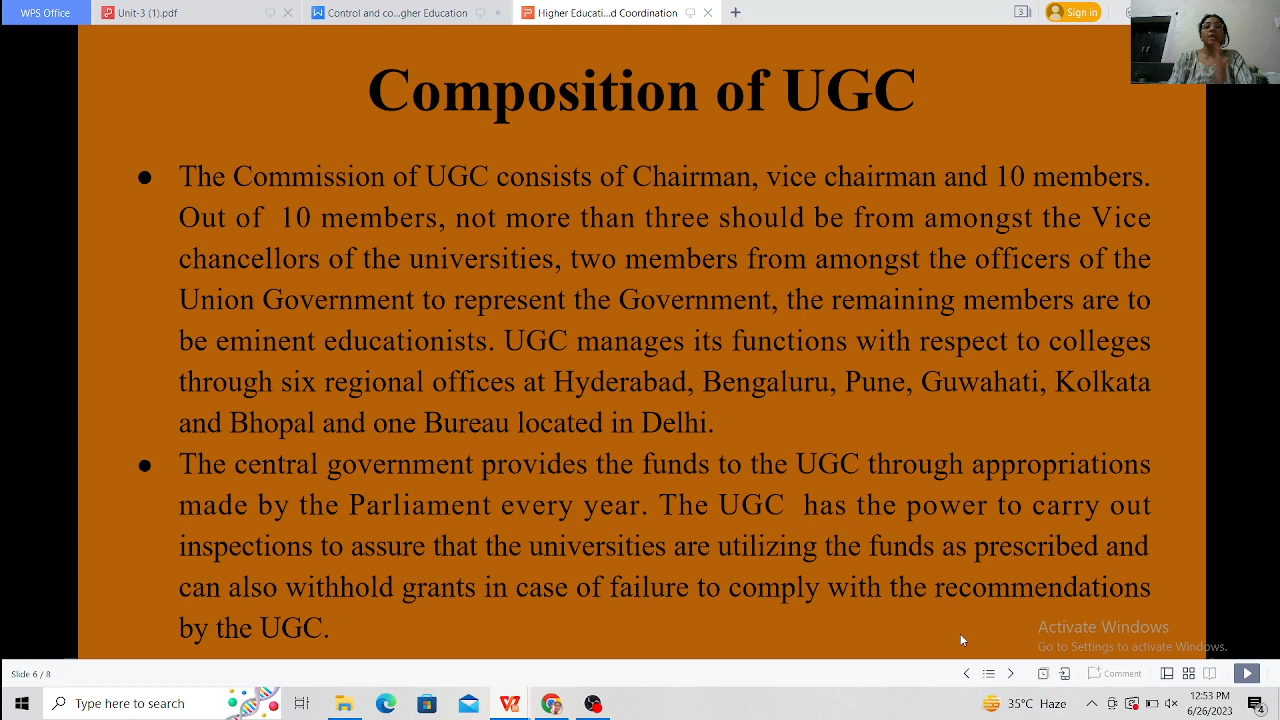 WPS Office
Unit-3 (1).pdf
Control and co...gher Education
Higher Educati...d Coordination
Sign in
Composition of UGC
● The Commission of UGC consists of Chairman, vice chairman and 10 members.
Out of 10 members, not more than three should be from amongst the Vice
chancellors of the universities, two members from amongst the officers of the
Union Government to represent the Government, the remaining members are to
be eminent educationists. UGC manages its functions with respect to colleges
through six regional offices at Hyderabad, Bengaluru, Pune, Guwahati, Kolkata
and Bhopal and one Bureau located in Delhi.
● The central government provides the funds to the UGC through appropriations
made by the Parliament every year. The UGC has the power to carry out
inspections to assure that the universities are utilizing the funds as prescribed and
can also withhold grants in case of failure to comply with the recommendations
by the UGC.
Activate Windows
Go to Settings to activate Windows.
Slide 6 / 8
Comment
Type here to search
35°C Haze
12:53 PM
6/26/2023
4